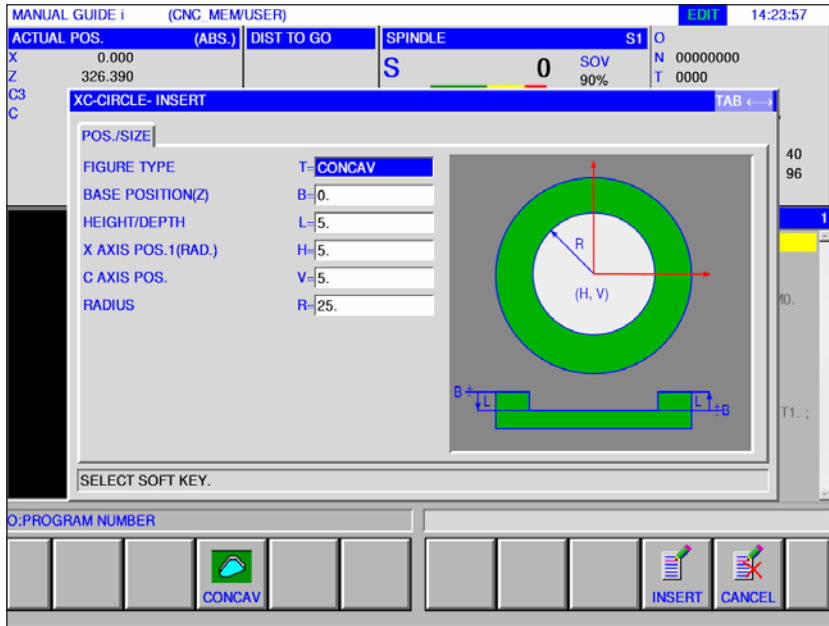 MANUAL GUIDE i (CNC_MEM/USER) EDIT 14:23:57
ACTUAL POS. (ABS.) DIST TO GO SPINDLE S1 O
X 0.000 S 0 SOV N 00000000
Z 326.390 90% T 0000
C3
C
XC-CIRCLE- INSERT TAB ←→
POS./SIZE
FIGURE TYPE T= CONCAV
BASE POSITION(Z) B= 0.
HEIGHT/DEPTH L= 5.
X AXIS POS.1(RAD.) H= 5.
C AXIS POS. V= 5.
RADIUS R= 25.
R
(H, V)
B ÷ L L ÷B
40
96
1
M0.
T1. ;
SELECT SOFT KEY.
O:PROGRAM NUMBER
CONCAV INSERT CANCEL